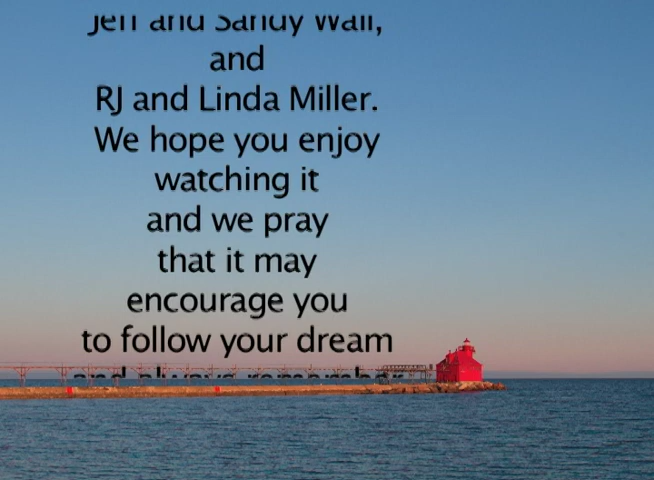 Jeff and Sandy Wall,
and
RJ and Linda Miller.
We hope you enjoy
watching it
and we pray
that it may
encourage you
to follow your dream
and always remember